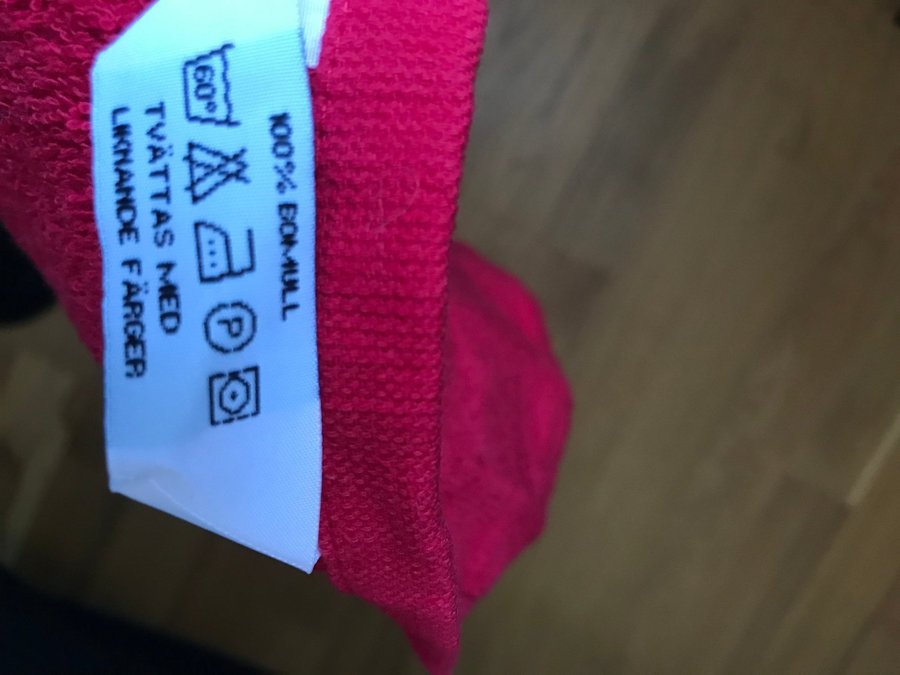 100% BOMULL
60°
P
TVÄTTAS MED
LIKNANDE FÄRGER